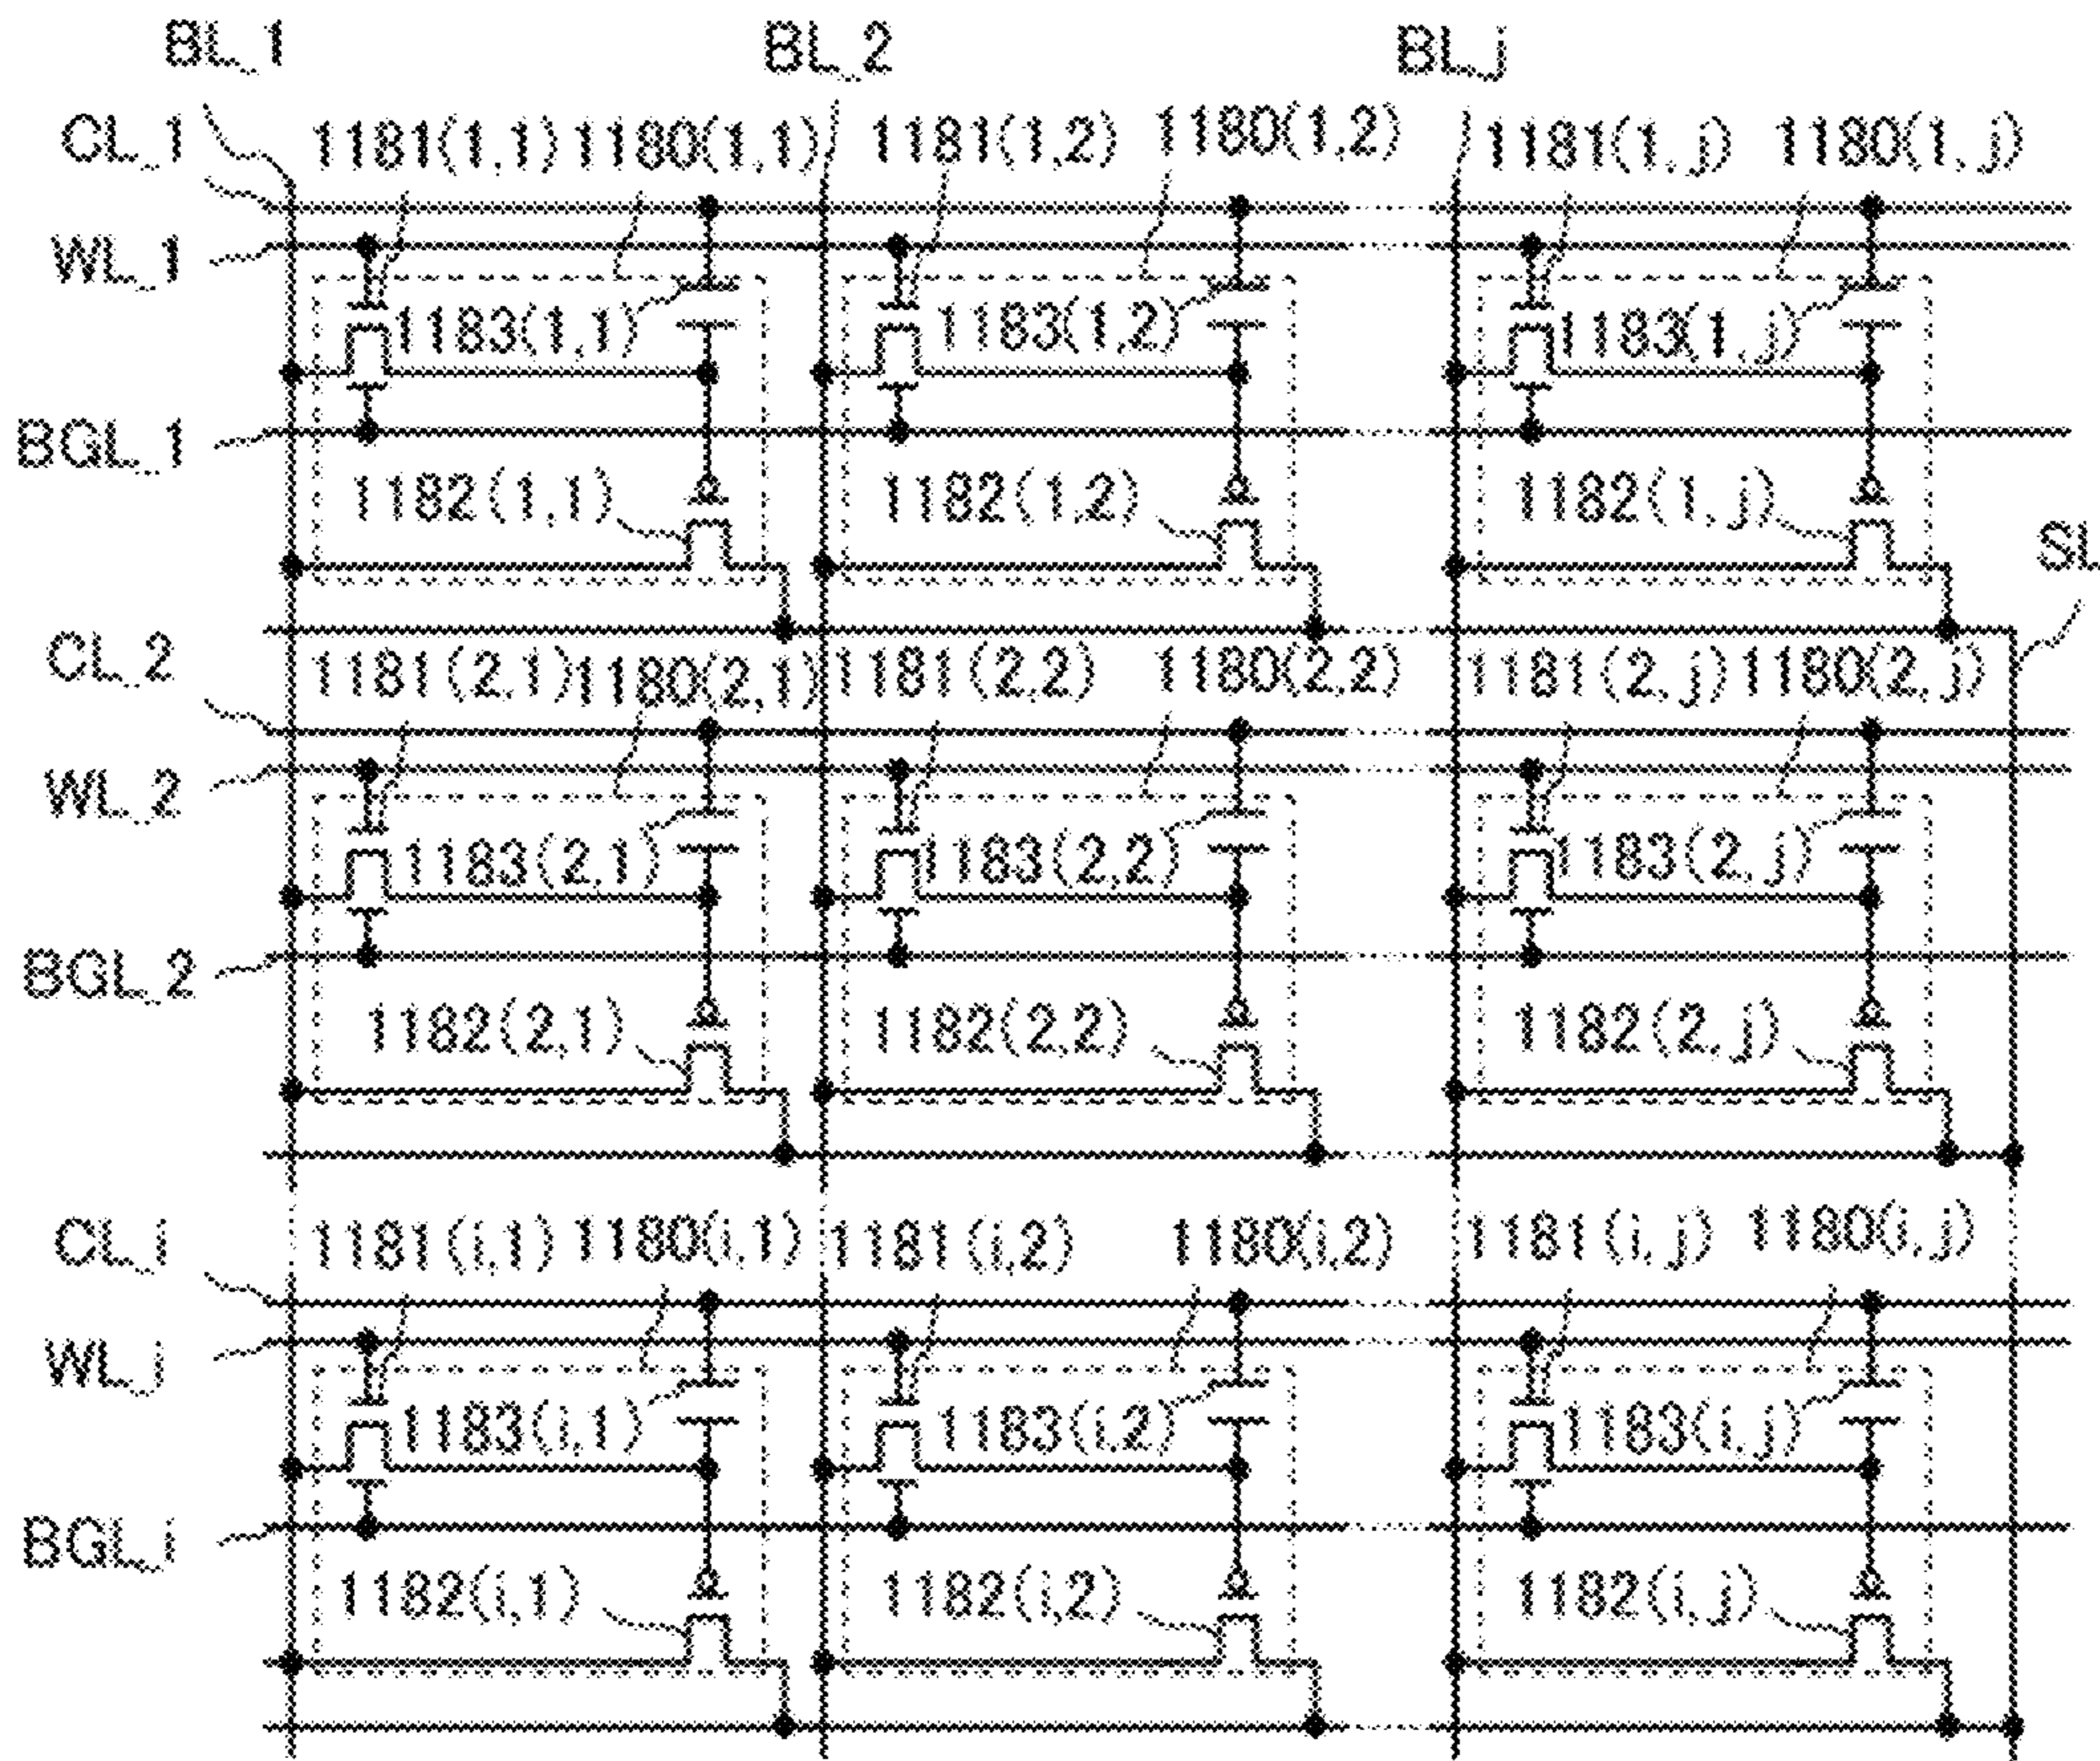 BL_1 BL_2 BL_j
CL_1 1181(1,1) 1180(1,1) 1181(1,2) 1180(1,2) 1181(1,j) 1180(1,j)
WL_1
1183(1,1) 1183(1,2) 1183(1,j)
BGL_1
1182(1,1) 1182(1,2) 1182(1,j)
SL
CL_2 1181(2,1) 1180(2,1) 1181(2,2) 1180(2,2) 1181(2,j) 1180(2,j)
WL_2
1183(2,1) 1183(2,2) 1183(2,j)
BGL_2
1182(2,1) 1182(2,2) 1182(2,j)
CL_i 1181(i,1) 1180(i,1) 1181(i,2) 1180(i,2) 1181(i,j) 1180(i,j)
WL_i
1183(i,1) 1183(i,2) 1183(i,j)
BGL_i
1182(i,1) 1182(i,2) 1182(i,j)